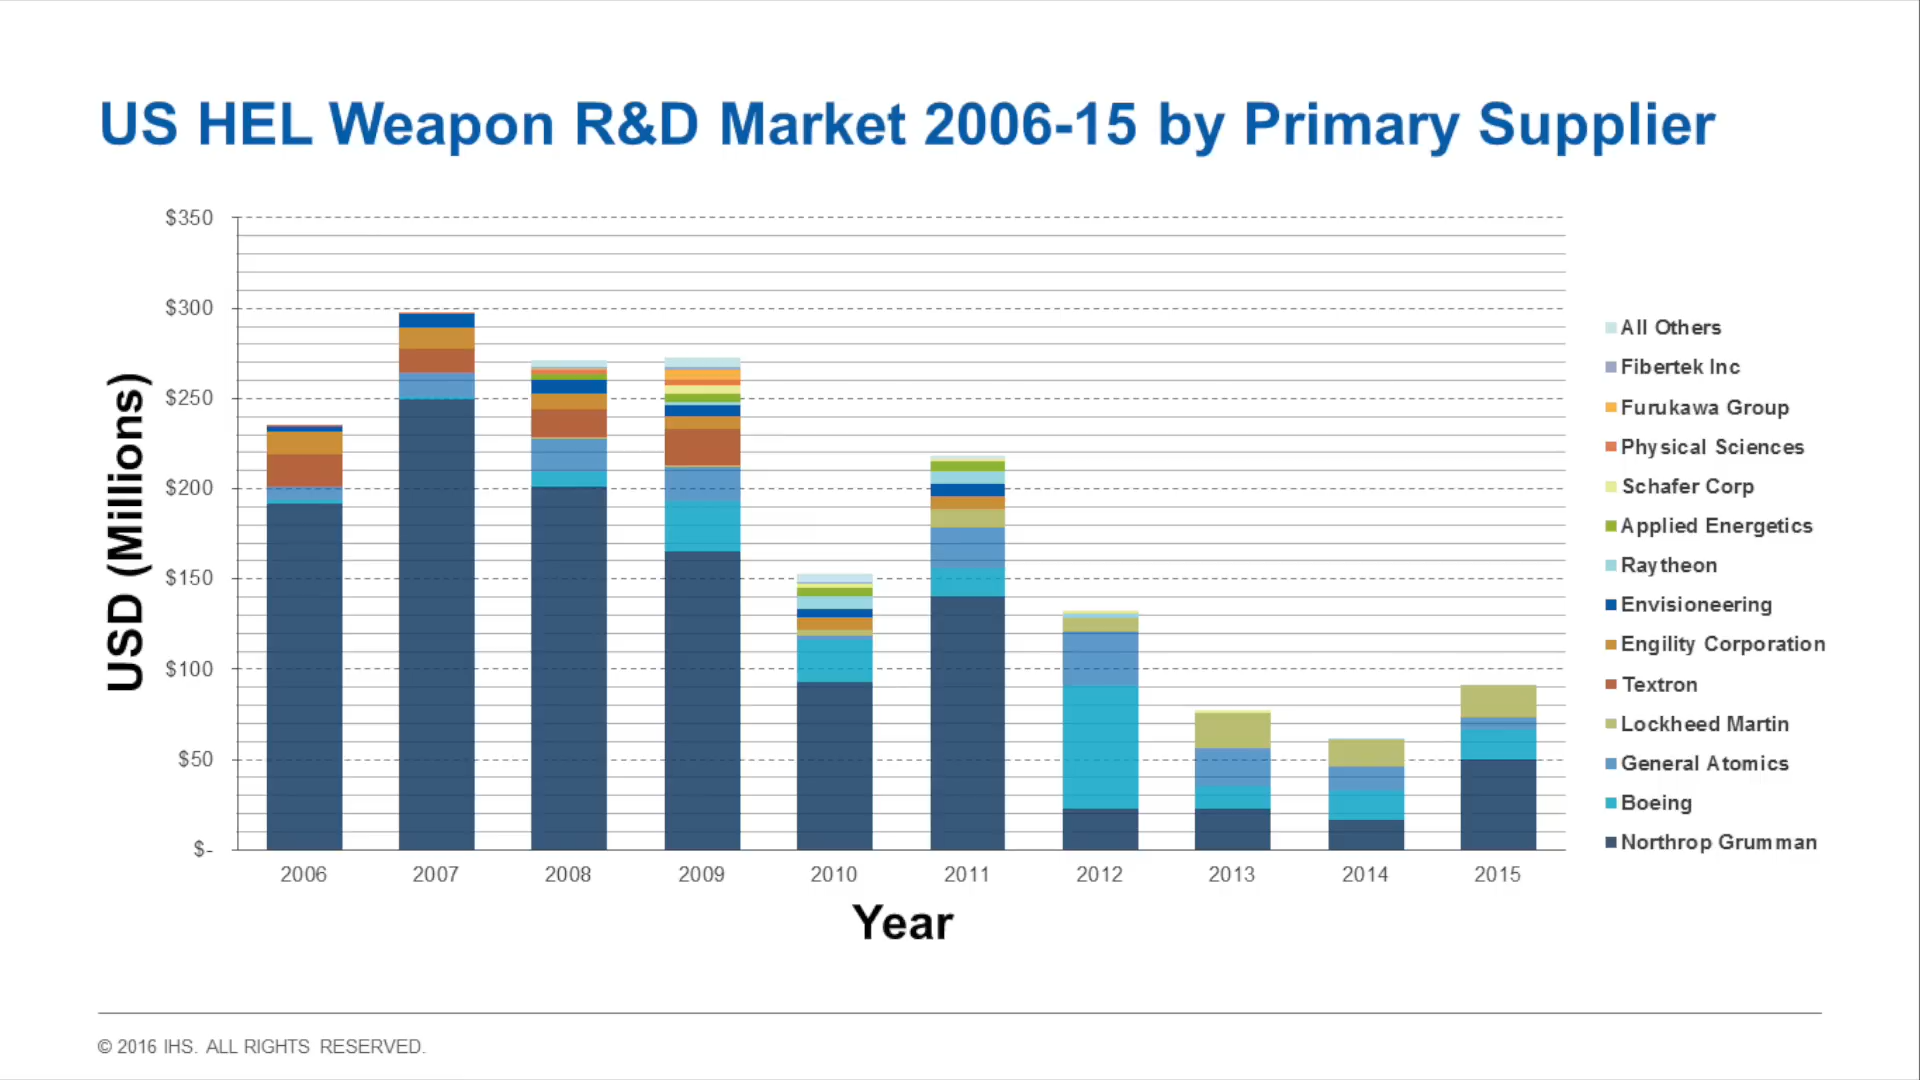 US HEL Weapon R&D Market 2006-15 by Primary Supplier
USD (Millions)
$350
$300
$250
$200
$150
$100
$50
$-
2006 2007 2008 2009 2010 2011 2012 2013 2014 2015
Year
All Others
Fibertek Inc
Furukawa Group
Physical Sciences
Schafer Corp
Applied Energetics
Raytheon
Envisioneering
Engility Corporation
Textron
Lockheed Martin
General Atomics
Boeing
Northrop Grumman
© 2016 IHS. ALL RIGHTS RESERVED.